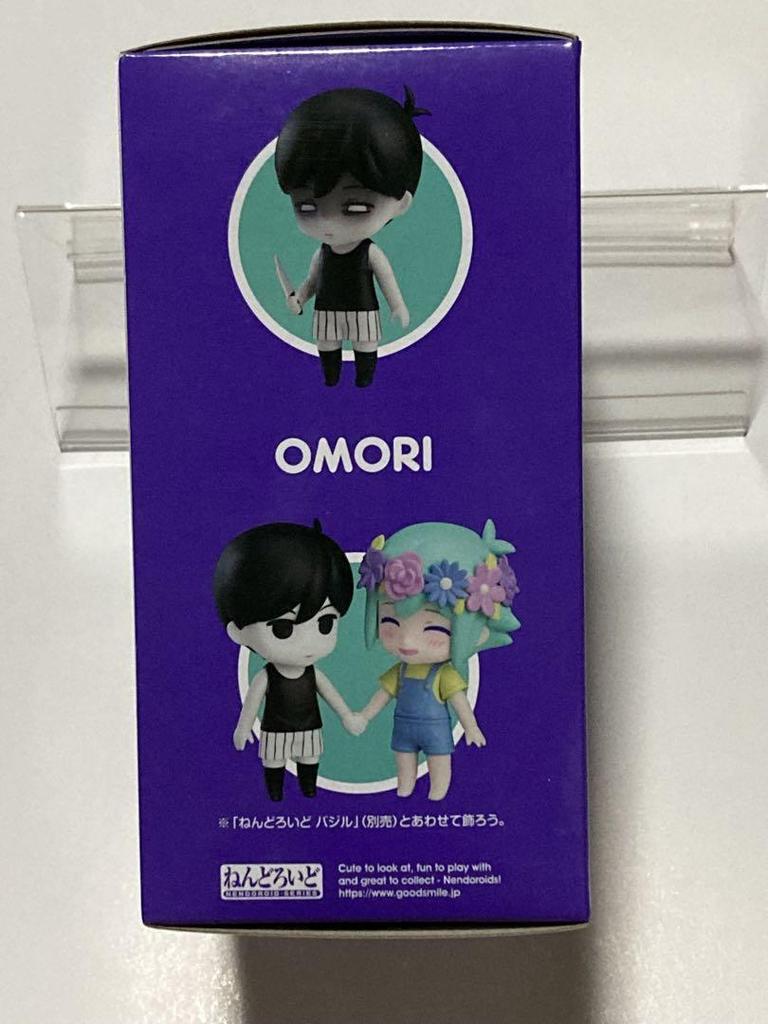 OMORI
※「ねんどろいど バジル」(別売)とあわせて飾ろう。
ねんどろいど
NENDOROID SERIES
Cute to look at, fun to play with
and great to collect - Nendoroids!
https://www.goodsmile.jp